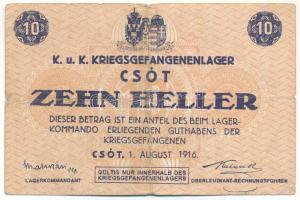 10 10
K. u. K. KRIEGSGEFANGENENLAGER
CSÓT
ZEHN HELLER
DIESER BETRAG IST EIN ANTEIL DES BEIM LAGER-
KOMMANDO ERLIEGENDEN GUTHABENS DER
KRIEGSGEFANGENEN
CSÓT, 1. AUGUST 1916.
LAGERKOMMANDANT
GÜLTIG NUR INNERHALB DES
KRIEGSGEFANGENENLAGERS
OBERLEUTNANT-RECHNUNGSFÜHRER